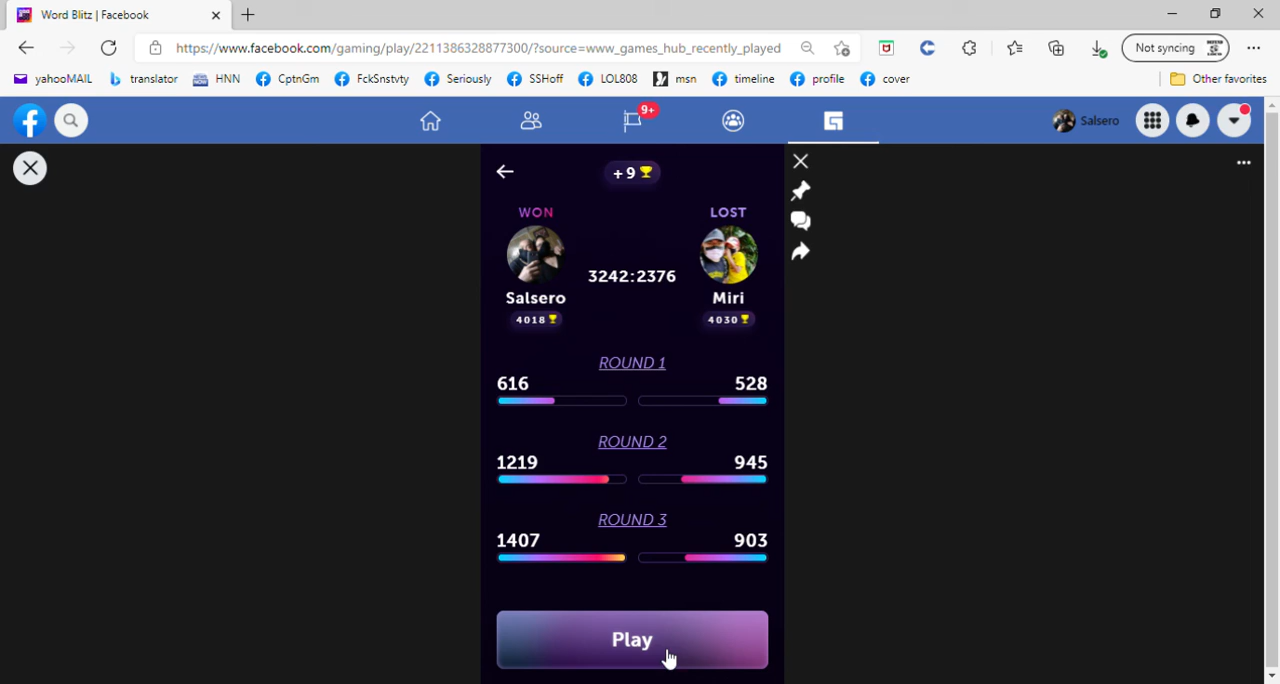 Word Blitz | Facebook
https://www.facebook.com/gaming/play/2211386328877300/?source=www_games_hub_recently_played
Not syncing
yahooMAIL translator HNN CptnGm FckSnstvty Seriously SSHoff LOL808 msn timeline profile cover Other favorites
9+
Salsero
+9
WON LOST
3242:2376
Salsero Miri
4018 4030
ROUND 1
616 528
ROUND 2
1219 945
ROUND 3
1407 903
Play